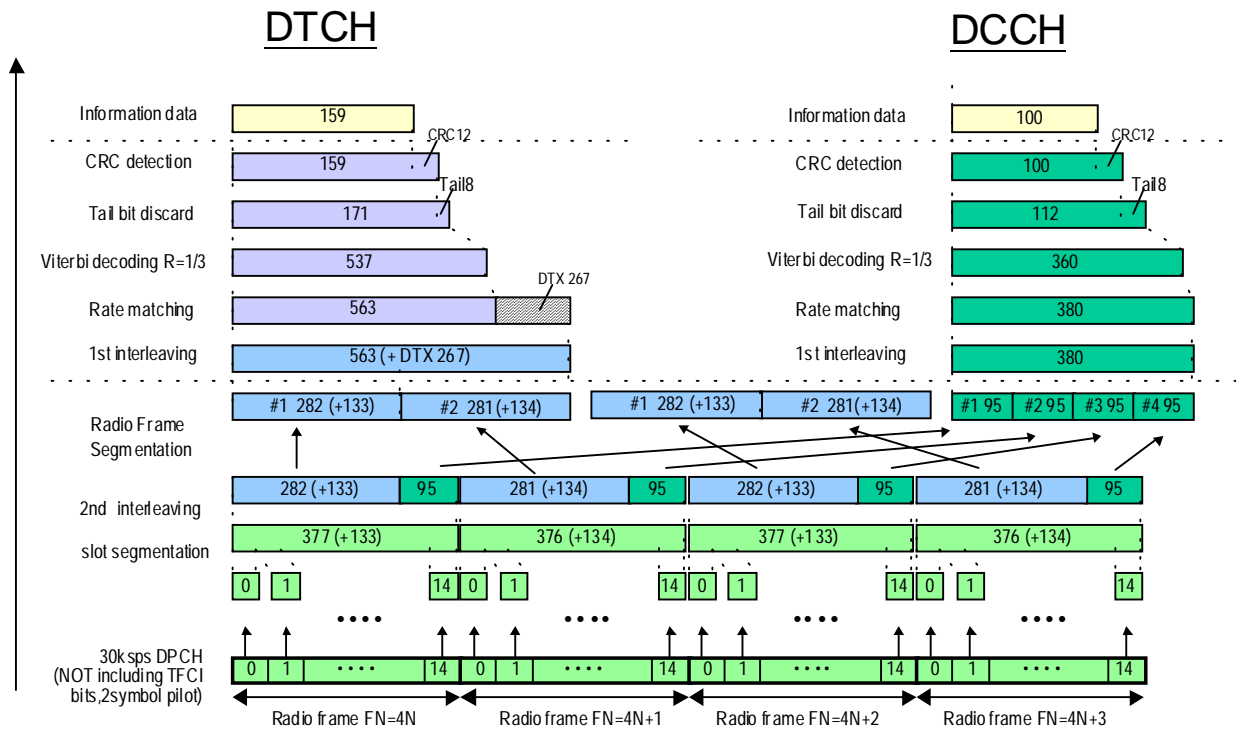 DTCH DCCH
Information data 159 Information data 100
CRC12 CRC12
CRC detection 159 CRC detection 100
Tail8 Tail8
Tail bit discard 171 Tail bit discard 112
Viterbi decoding R=1/3 537 Viterbi decoding R=1/3 360
DTX 267
Rate matching 563 Rate matching 380
1st interleaving 563 (+ DTX 267) 1st interleaving 380
#1 282 (+133) #2 281 (+134) #1 282 (+133) #2 281(+134) #1 95 #2 95 #3 95 #4 95
Radio Frame
Segmentation
282 (+133) 95 281 (+134) 95 282 (+133) 95 281 (+134) 95
2nd interleaving
377 (+133) 376 (+134) 377 (+133) 376 (+134)
slot segmentation
0 1 14 0 1 14 0 1 14 0 1 14
•••• •••• •••• ••••
30ksps DPCH
(NOT including TFCI
bits,2symbol pilot)
0 1 •••• 14 0 1 •••• 14 0 1 •••• 14 0 1 •••• 14
Radio frame FN=4N Radio frame FN=4N+1 Radio frame FN=4N+2 Radio frame FN=4N+3